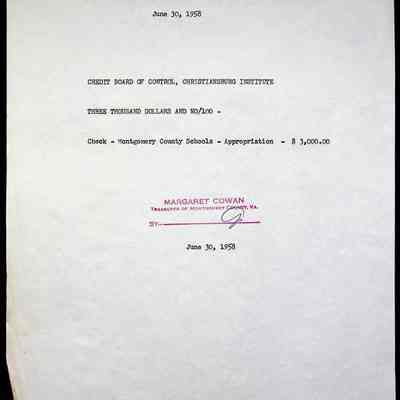 June 30, 1958
CREDIT BOARD OF CONTROL, CHRISTIANSBURG INSTITUTE
THREE THOUSAND DOLLARS AND NO/100 -
Check - Montgomery County Schools - Appropriation - $ 3,000.00
MARGARET COWAN
TREASURER OF MONTGOMERY COUNTY, VA.
BY
June 30, 1958